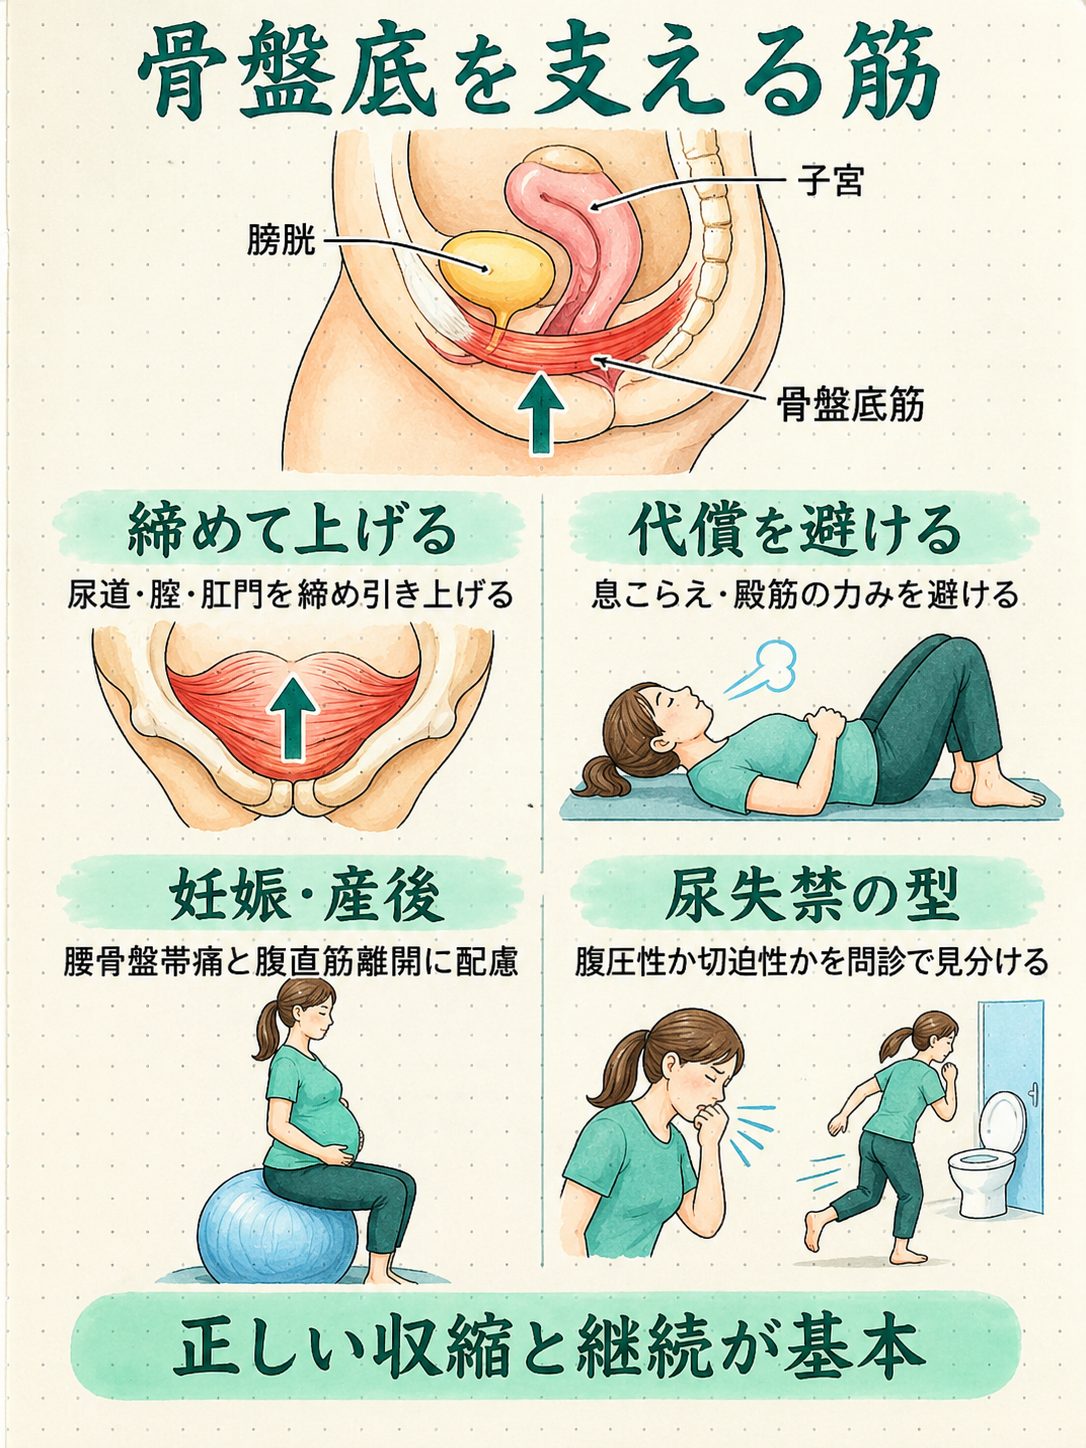 骨盤底を支える筋
子宮
膀胱
骨盤底筋
締めて上げる
尿道・膣・肛門を締め引き上げる
代償を避ける
息こらえ・殿筋の力みを避ける
妊娠・産後
腰骨盤帯痛と腹直筋離開に配慮
尿失禁の型
腹圧性か切迫性かを問診で見分ける
正しい収縮と継続が基本